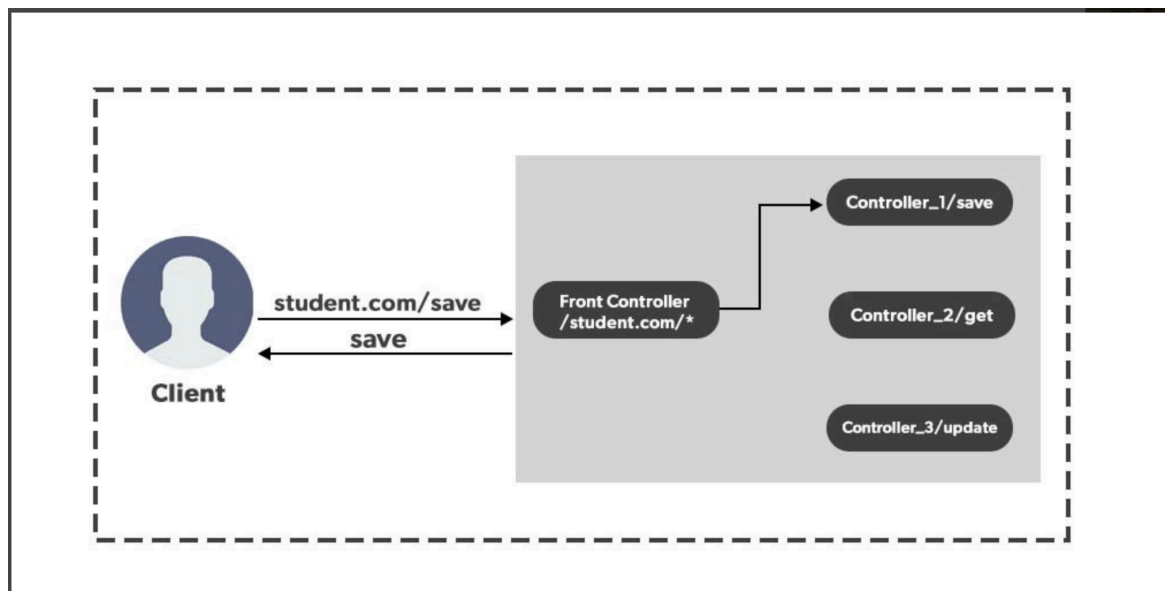 student.com/save
save
Client
Front Controller
/student.com/*
Controller_1/save
Controller_2/get
Controller_3/update